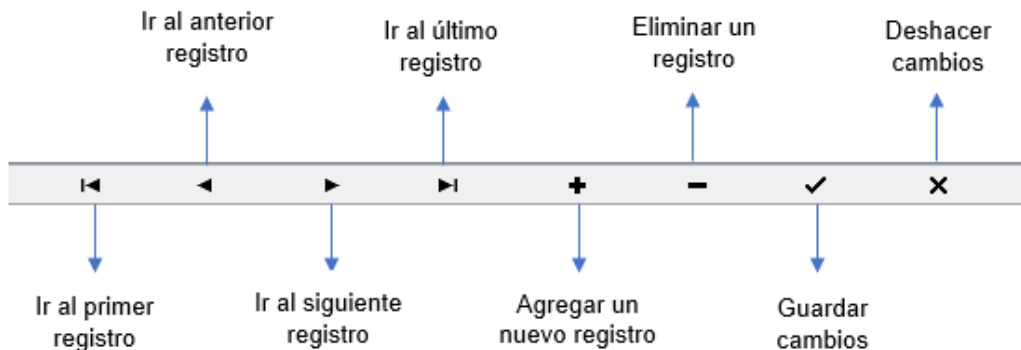 Ir al anterior
registro
Ir al último
registro
Eliminar un
registro
Deshacer
cambios
Ir al primer
registro
Ir al siguiente
registro
Agregar un
nuevo registro
Guardar
cambios